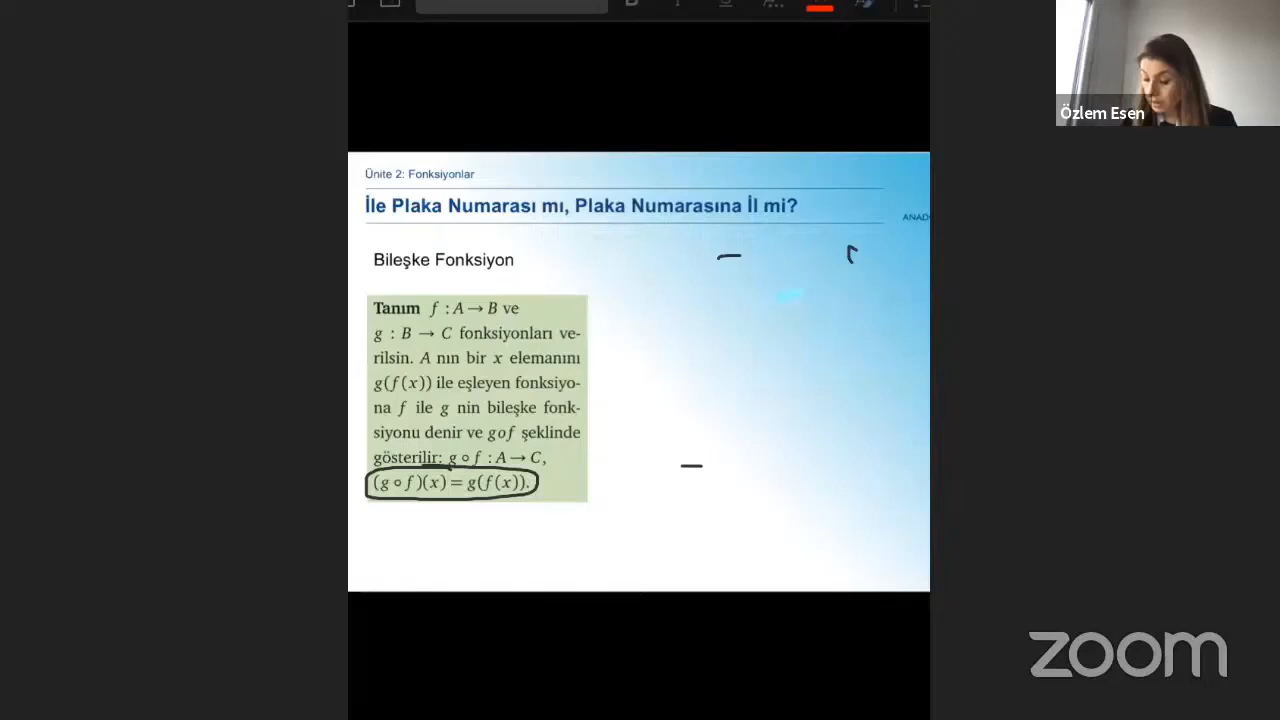 Özlem Esen
Ünite 2: Fonksiyonlar
İle Plaka Numarası mı, Plaka Numarasına İl mi?
ANAD
Bileşke Fonksiyon
Tanım f : A → B ve
g : B → C fonksiyonları ve-
rilsin. A nın bir x elemanını
g(f(x)) ile eşleyen fonksiyo-
na f ile g nin bileşke fonk-
siyonu denir ve gof şeklinde
gösterilir: g ∘ f : A → C,
(g ∘ f)(x) = g(f(x)).
zoom